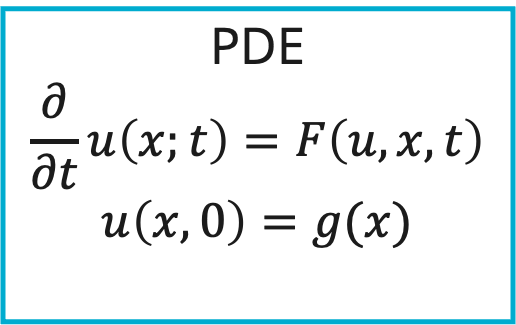 PDE
∂/∂t u(x; t) = F(u, x, t)
u(x, 0) = g(x)